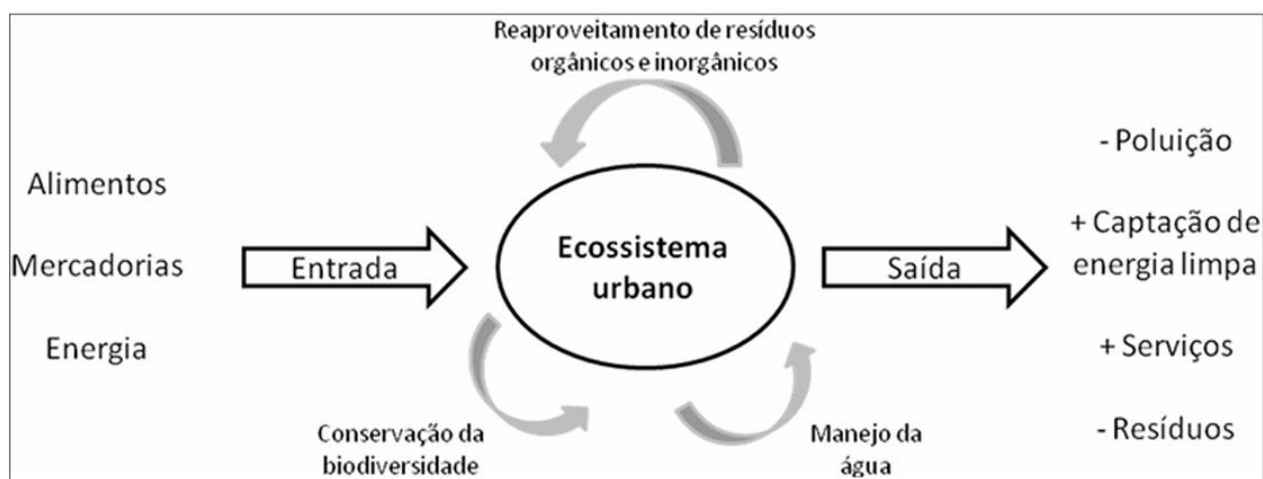 Reaproveitamento de resíduos
orgânicos e inorgânicos
Alimentos
Mercadorias
Energia
Entrada
Ecossistema
urbano
Saída
- Poluição
+ Captação de
energia limpa
+ Serviços
- Resíduos
Conservação da
biodiversidade
Manejo da
água